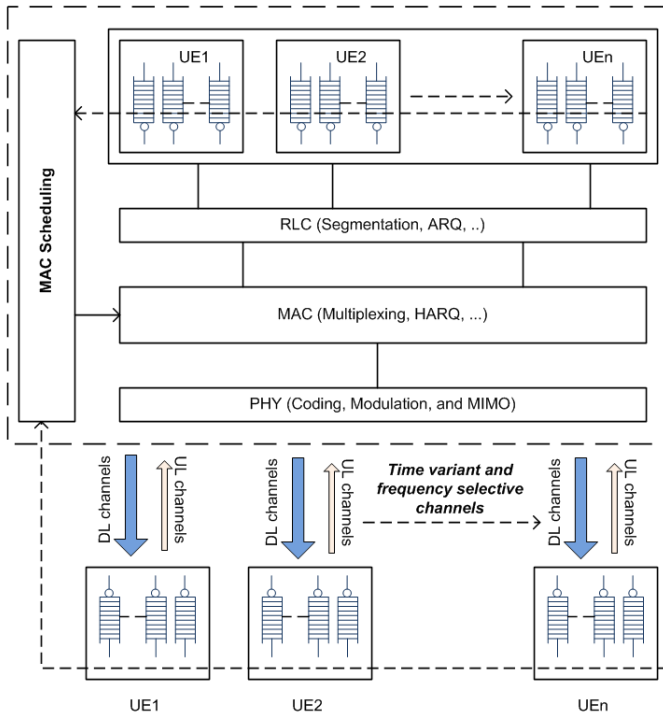 UE1
UE2
UEn
MAC Scheduling
RLC (Segmentation, ARQ, ..)
MAC (Multiplexing, HARQ, ...)
PHY (Coding, Modulation, and MIMO)
DL channels
UL channels
DL channels
UL channels
Time variant and
frequency selective
channels
DL channels
UL channels
UE1
UE2
UEn